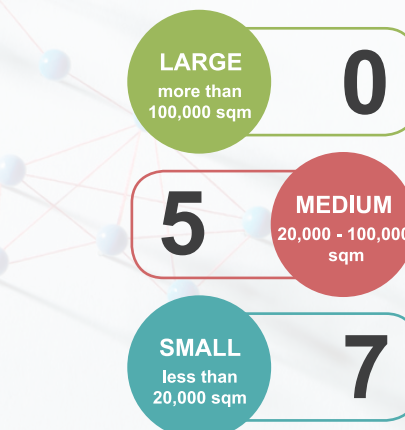 LARGE
more than
100,000 sqm
0
5
MEDIUM
20,000 - 100,000
sqm
SMALL
less than
20,000 sqm
7